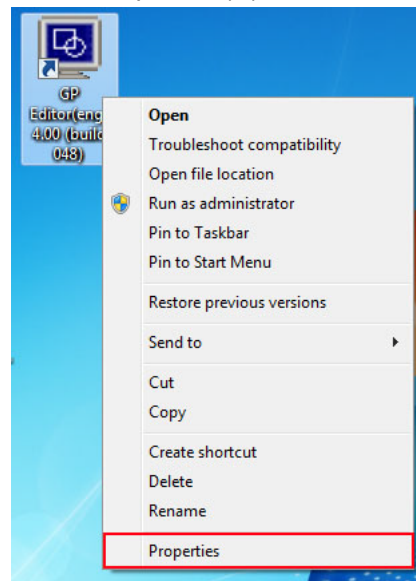 GP
Editor(eng
4.00 (build
048)
Open
Troubleshoot compatibility
Open file location
Run as administrator
Pin to Taskbar
Pin to Start Menu
Restore previous versions
Send to
Cut
Copy
Create shortcut
Delete
Rename
Properties